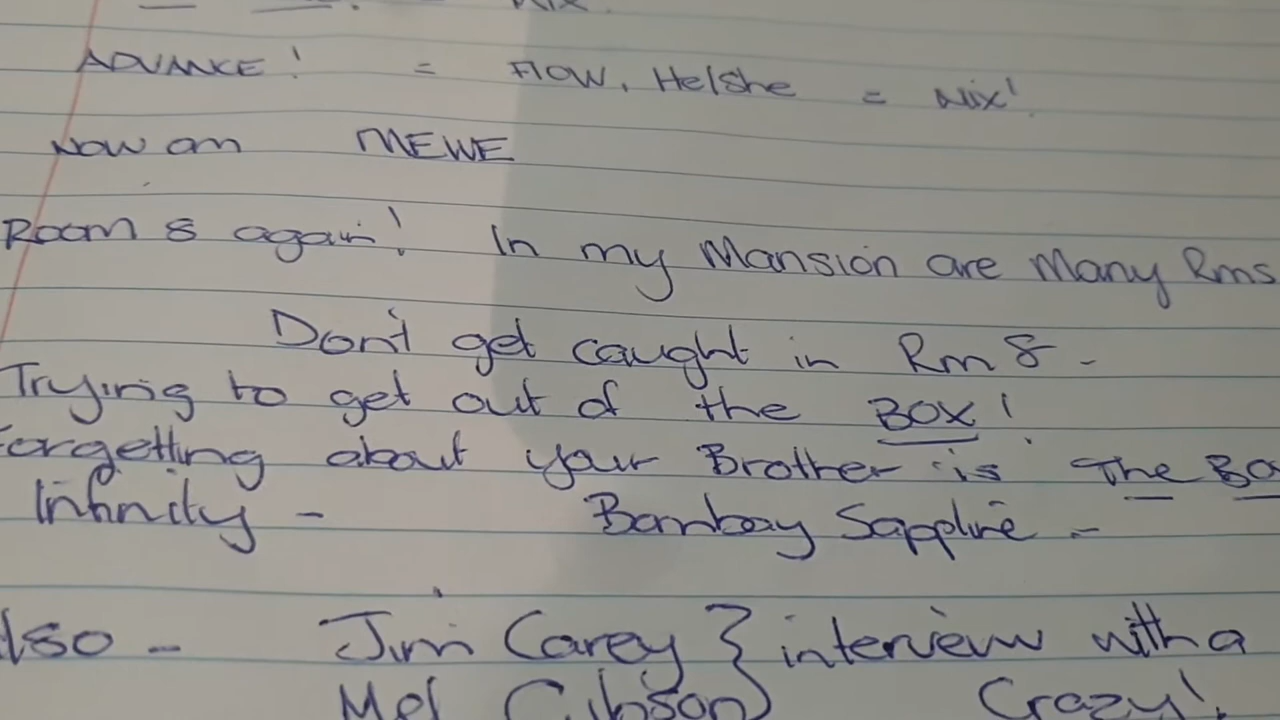 ADVANCE! = Flow, He/She = Nix!
Now am MEWE
Room 8 again! In my Mansion are Many Rms
Don't get caught in Rm 8 -
Trying to get out of the BOX!
Forgetting about your Brother is The BO
Infinity - Bombay Sapphire -
lso - Jim Carey } interview with a
Mel Gibson Crazy!